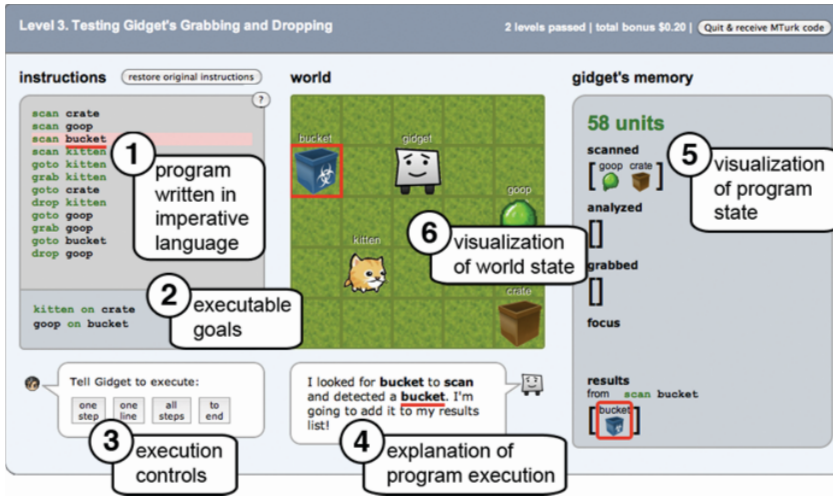 Level 3. Testing Gidget's Grabbing and Dropping
2 levels passed | total bonus $0.20 |
Quit & receive MTurk code
instructions
restore original instructions
?
scan crate
scan goop
scan bucket
scan kitten
goto kitten
grab kitten
goto crate
drop kitten
goto goop
grab goop
goto bucket
drop goop
1
program
written in
imperative
language
kitten on crate
goop on bucket
2
executable
goals
Tell Gidget to execute:
one
step
one
line
all
steps
to
end
3
execution
controls
world
bucket
gidget
goop
kitten
crate
6
visualization
of world state
I looked for bucket to scan
and detected a bucket. I'm
going to add it to my results
list!
4
explanation of
program execution
gidget's memory
58 units
scanned
[ goop crate ]
analyzed
[]
grabbed
[]
focus
results
from scan bucket
[ bucket ]
5
visualization
of program
state